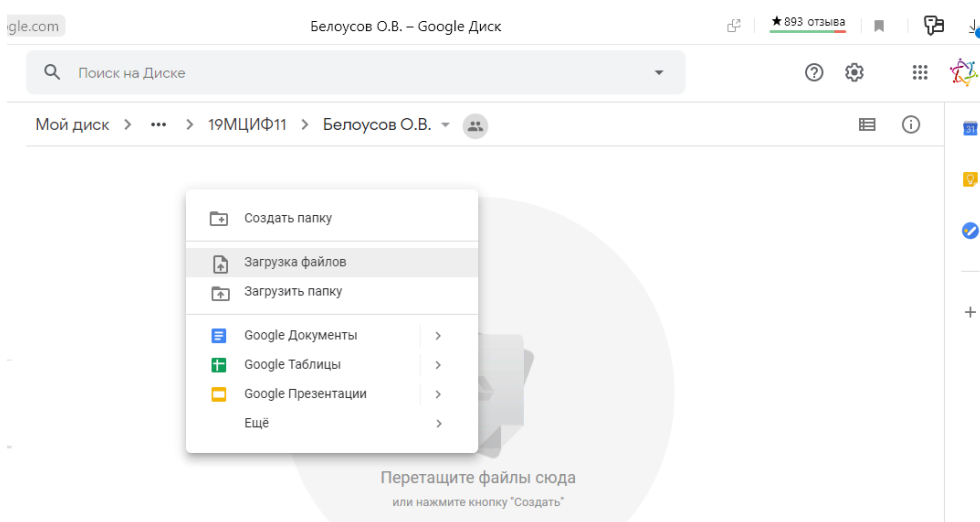 gle.com
Белоусов О.В. – Google Диск
★ 893 отзыва
Поиск на Диске
Мой диск > ••• > 19МЦИФ11 > Белоусов О.В.
31
Создать папку
Загрузка файлов
Загрузить папку
Google Документы
Google Таблицы
Google Презентации
Ещё
Перетащите файлы сюда
или нажмите кнопку "Создать"